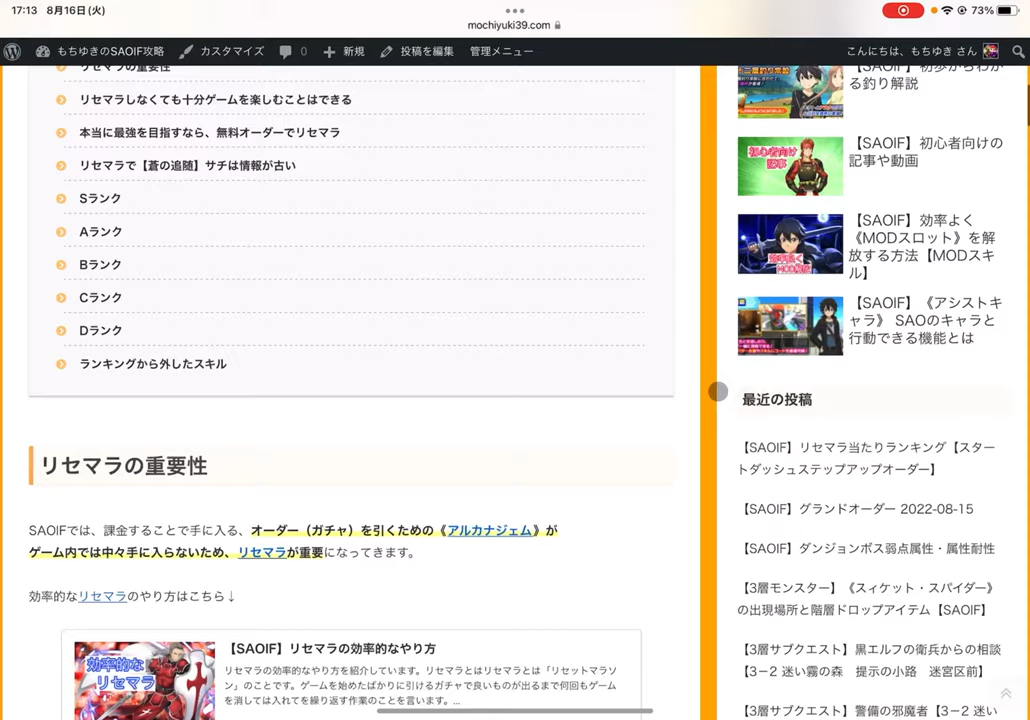 17:13 8月16日(火)
mochiyuki39.com
73%
もちゆきのSAOIF攻略
カスタマイズ
0
新規
投稿を編集
管理メニュー
こんにちは、もちゆき さん
リセマラの重要性
リセマラしなくても十分ゲームを楽しむことはできる
本当に最強を目指すなら、無料オーダーでリセマラ
リセマラで【蒼の追随】サチは情報が古い
Sランク
Aランク
Bランク
Cランク
Dランク
ランキングから外したスキル
リセマラの重要性
SAOIFでは、課金することで手に入る、オーダー（ガチャ）を引くための《アルカナジェム》が
ゲーム内では中々手に入らないため、リセマラが重要になってきます。
効率的なリセマラのやり方はこちら↓
効率的な
リセマラ
【SAOIF】リセマラの効率的なやり方
リセマラの効率的なやり方を紹介しています。リセマラとはリセマラとは「リセットマラソ
ン」のことです。ゲームを始めたばかりに引けるガチャで良いものが出るまで何回もゲーム
を消しては入れてを繰り返す作業のことを言います。...
【SAOIF】初歩からわか
る釣り解説
初心者向け
記事
【SAOIF】初心者向けの
記事や動画
【SAOIF】効率よく
《MODスロット》を解
放する方法【MODスキ
ル】
【SAOIF】《アシストキ
ャラ》 SAOのキャラと
行動できる機能とは
最近の投稿
【SAOIF】リセマラ当たりランキング【スター
トダッシュステップアップオーダー】
【SAOIF】グランドオーダー 2022-08-15
【SAOIF】ダンジョンボス弱点属性・属性耐性
【3層モンスター】《スィケット・スパイダー》
の出現場所と階層ドロップアイテム【SAOIF】
【3層サブクエスト】黒エルフの衛兵からの相談
【3－2 迷い霧の森　提示の小路　迷宮区前】
【3層サブクエスト】警備の邪魔者【3－2 迷い